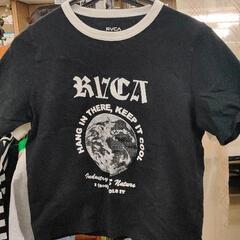 RVCA
RVCA
HANG IN THERE, KEEP IT COOL
Industry Nature